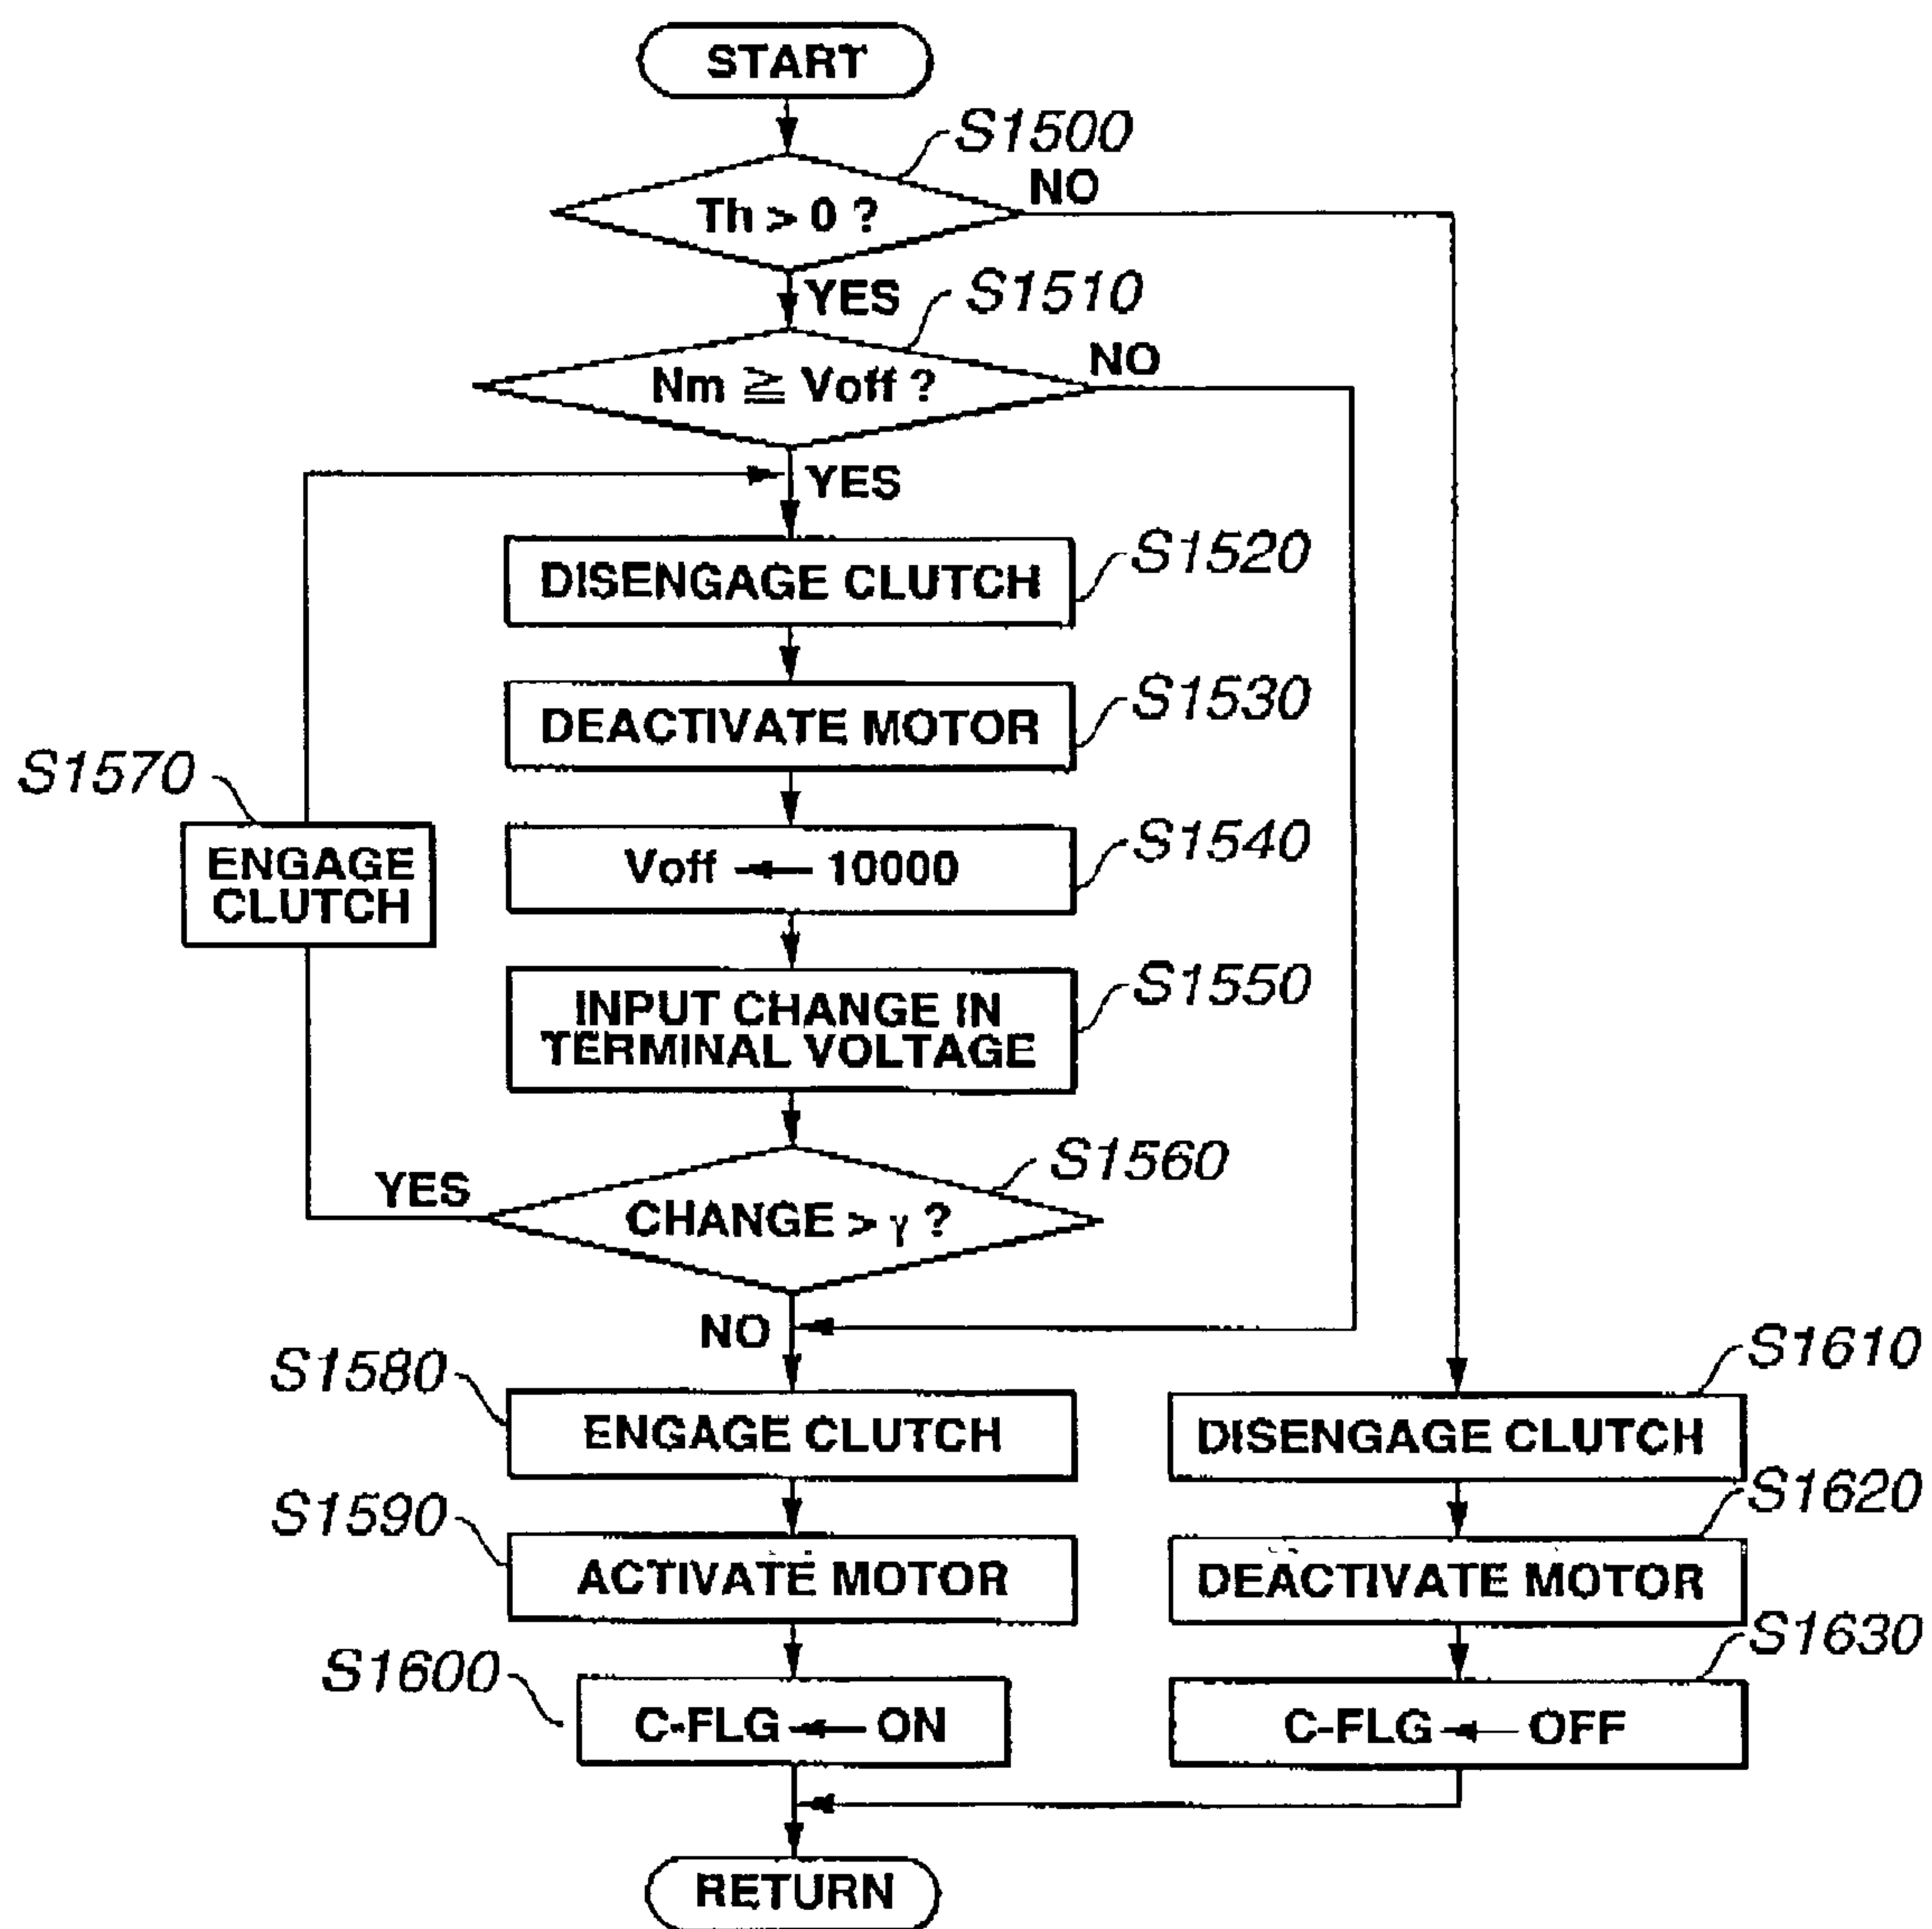 START
S1500
NO
Th > 0 ?
YES
S1510
NO
Nm ≧ Voff ?
YES
S1520
DISENGAGE CLUTCH
S1530
DEACTIVATE MOTOR
S1570
ENGAGE
CLUTCH
S1540
Voff ← 10000
S1550
INPUT CHANGE IN
TERMINAL VOLTAGE
S1560
YES
CHANGE > γ ?
NO
S1580
ENGAGE CLUTCH
S1610
DISENGAGE CLUTCH
S1590
ACTIVATE MOTOR
S1620
DEACTIVATE MOTOR
S1600
C-FLG ← ON
S1630
C-FLG ← OFF
RETURN